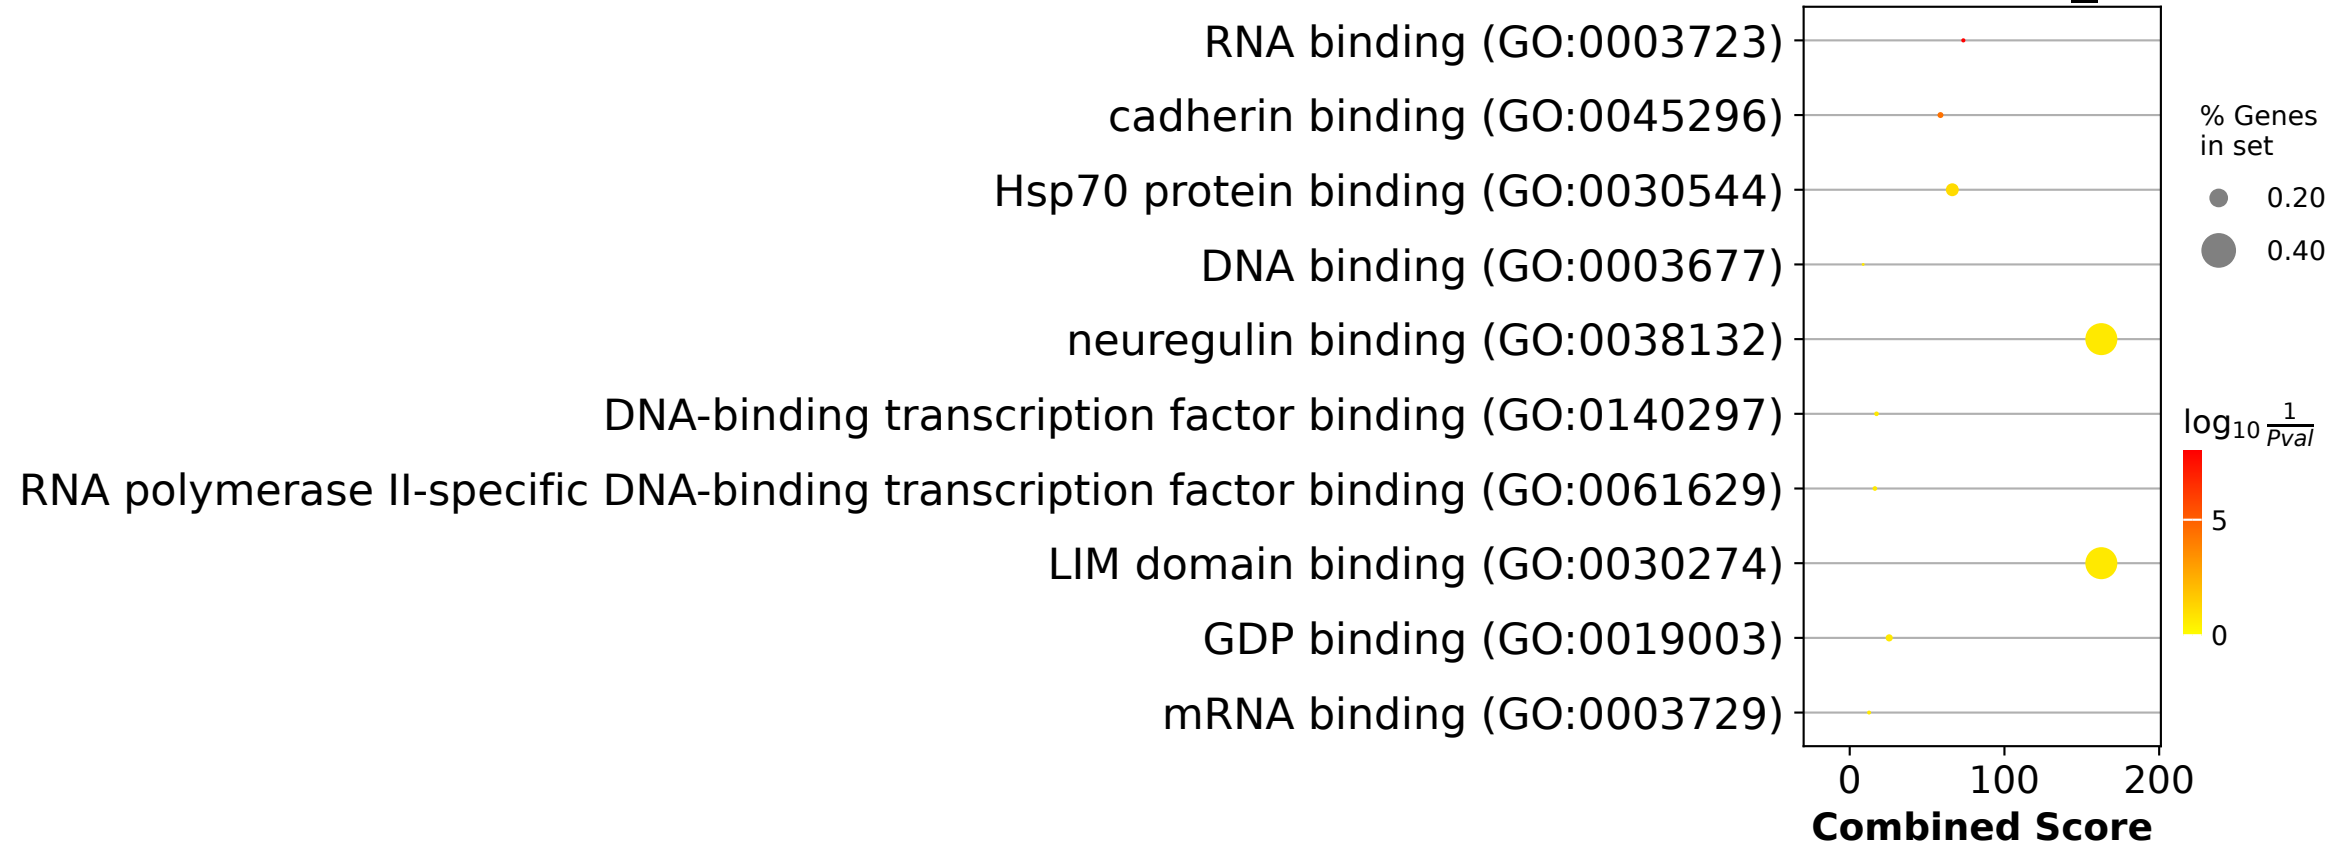 RNA binding (GO:0003723)
cadherin binding (GO:0045296)
Hsp70 protein binding (GO:0030544)
DNA binding (GO:0003677)
neuregulin binding (GO:0038132)
DNA-binding transcription factor binding (GO:0140297)
RNA polymerase II-specific DNA-binding transcription factor binding (GO:0061629)
LIM domain binding (GO:0030274)
GDP binding (GO:0019003)
mRNA binding (GO:0003729)
0 100 200
Combined Score
% Genes
in set
0.20
0.40
log₁₀ 1/Pval
5
0